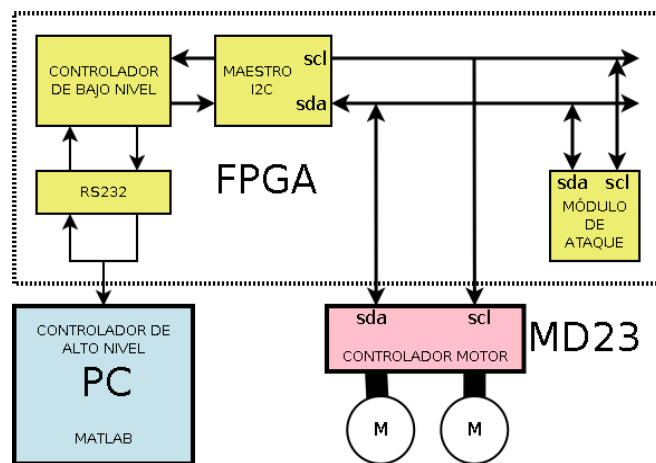 CONTROLADOR
DE BAJO NIVEL
MAESTRO
I2C
scl
sda
RS232
FPGA
sda scl
MÓDULO
DE
ATAQUE
CONTROLADOR DE
ALTO NIVEL
PC
MATLAB
sda scl
CONTROLADOR MOTOR
MD23
M M